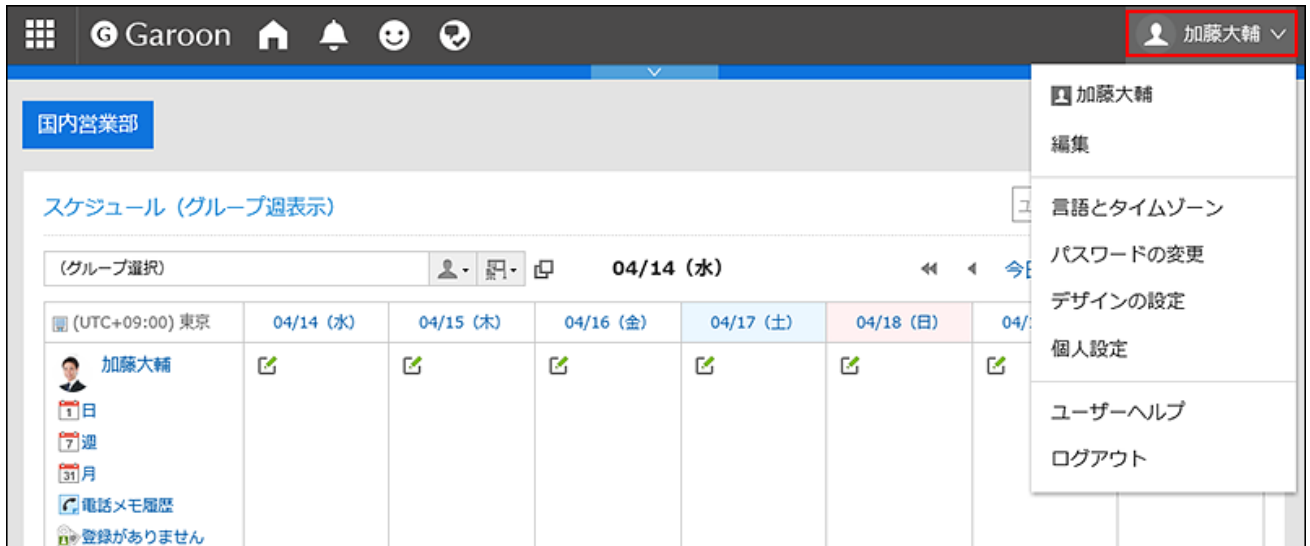 Garoon
加藤大輔
国内営業部
スケジュール（グループ週表示）
(グループ選択)
04/14（水）
(UTC+09:00) 東京
04/14（水）
04/15（木）
04/16（金）
04/17（土）
04/18（日）
加藤大輔
1日
7週
31月
電話メモ履歴
登録がありません
加藤大輔
編集
言語とタイムゾーン
パスワードの変更
デザインの設定
個人設定
ユーザーヘルプ
ログアウト